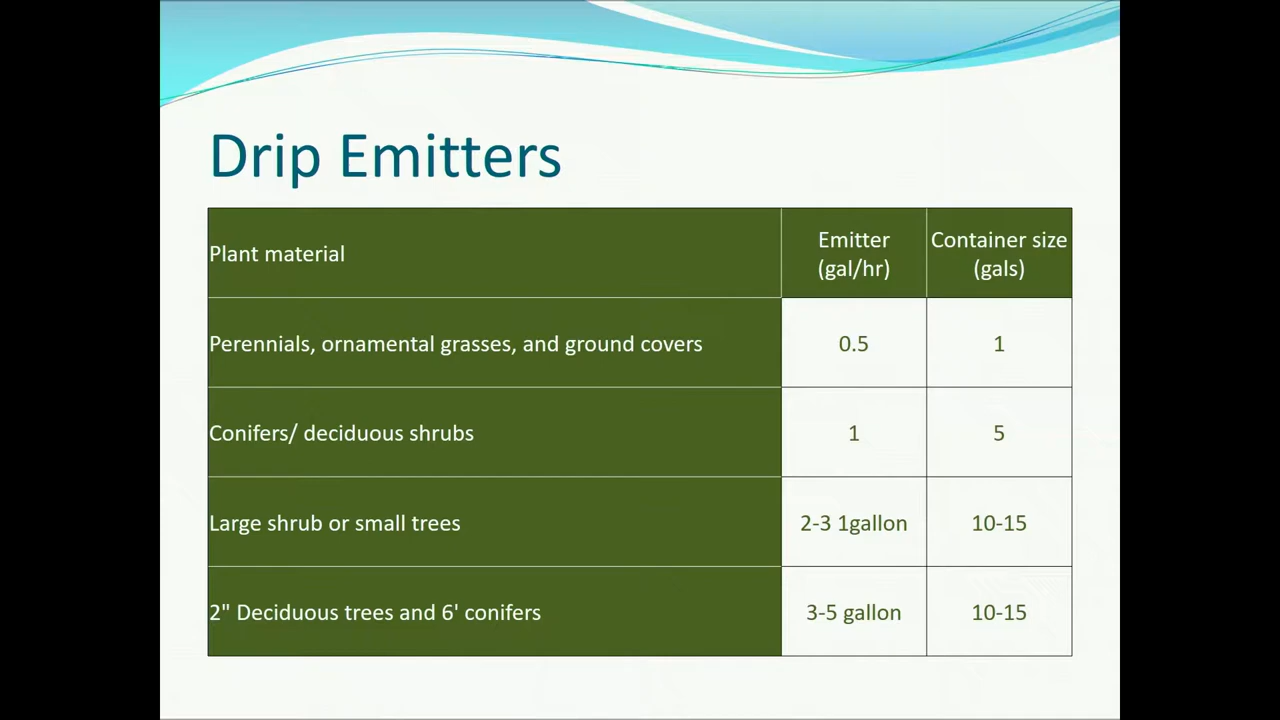 Drip Emitters
Plant material
Emitter
(gal/hr)
Container size
(gals)
Perennials, ornamental grasses, and ground covers
0.5
1
Conifers/ deciduous shrubs
1
5
Large shrub or small trees
2-3 1gallon
10-15
2" Deciduous trees and 6' conifers
3-5 gallon
10-15